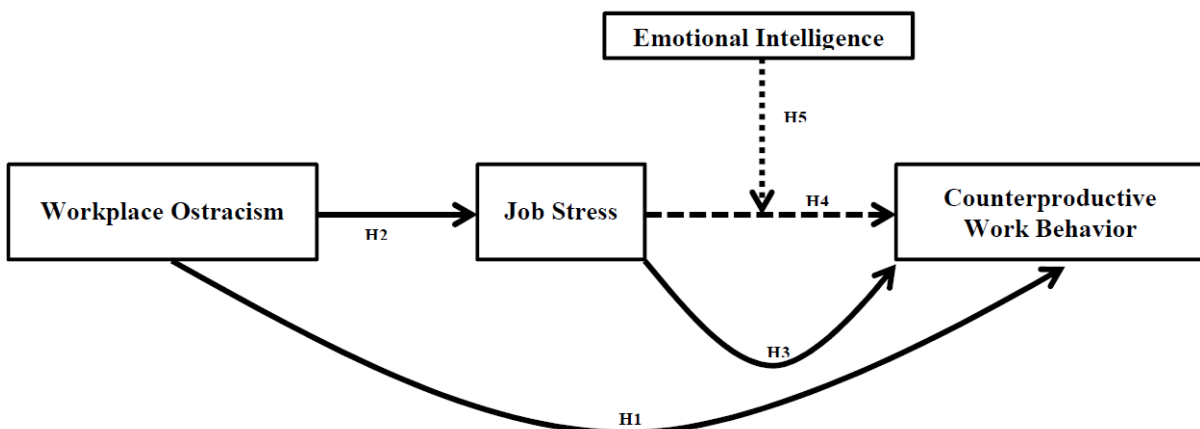 Emotional Intelligence
H5
Workplace Ostracism
H2
Job Stress
H4
Counterproductive
Work Behavior
H3
H1